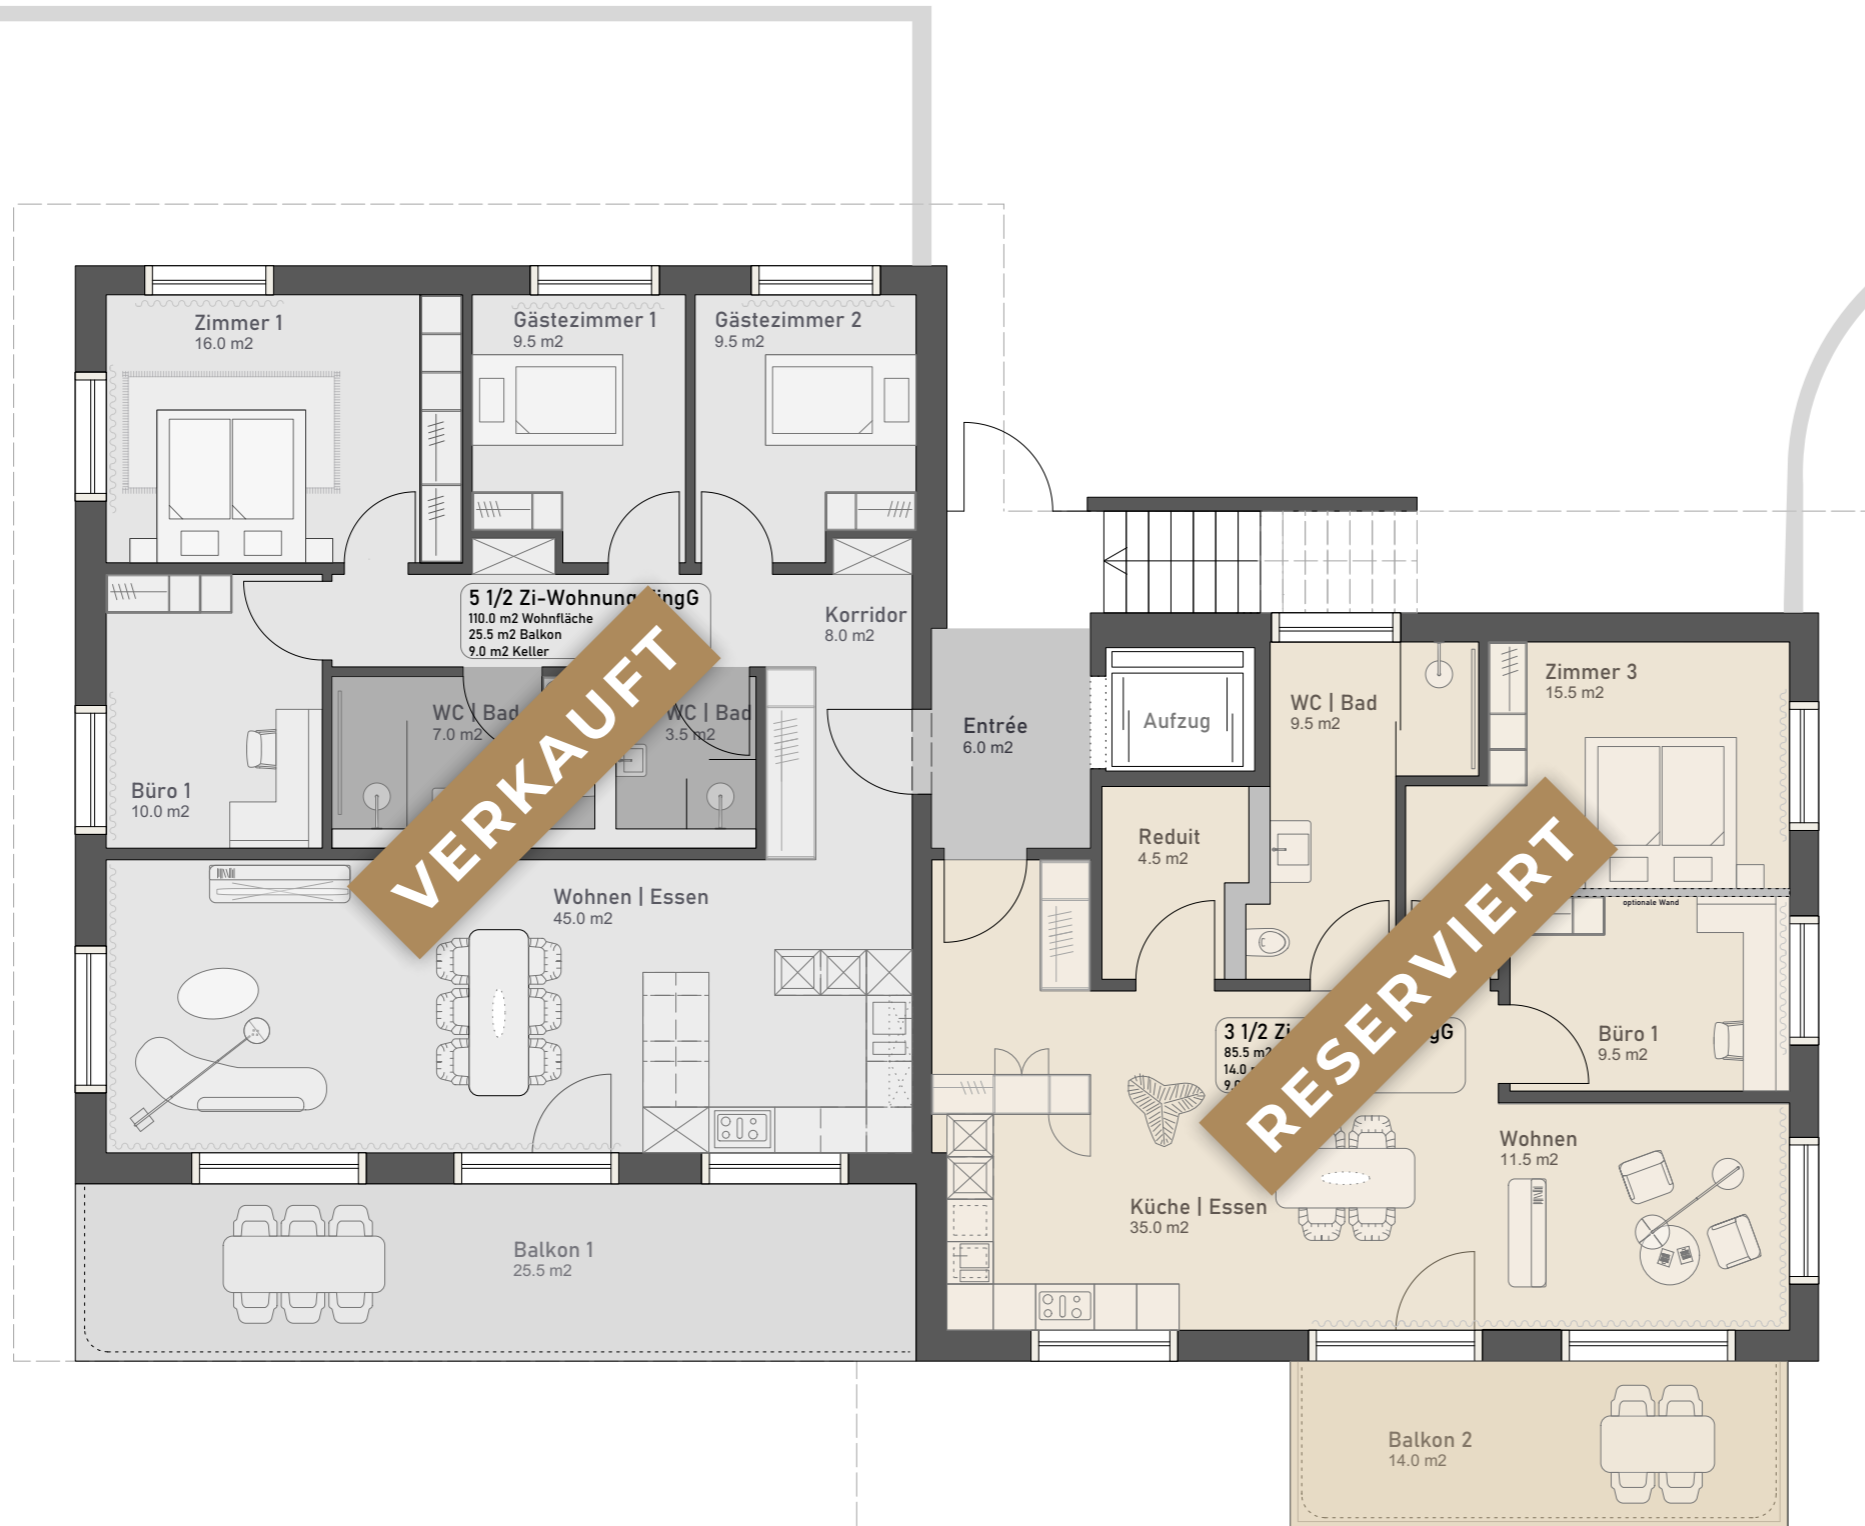 Zimmer 1
16.0 m2
Gästezimmer 1
9.5 m2
Gästezimmer 2
9.5 m2
5 1/2 Zi-Wohnung
110.0 m2 Wohnfläche
25.5 m2 Balkon
9.0 m2 Keller
Korridor
8.0 m2
WC | Bad
7.0 m2
WC | Bad
3.5 m2
Büro 1
10.0 m2
VERKAUFT
Wohnen | Essen
45.0 m2
Balkon 1
25.5 m2
Entrée
6.0 m2
Aufzug
WC | Bad
9.5 m2
Zimmer 3
15.5 m2
Reduit
4.5 m2
optionale Wand
RESERVIERT
Büro 1
9.5 m2
3 1/2
85.5
14.0
Wohnen
11.5 m2
Küche | Essen
35.0 m2
Balkon 2
14.0 m2